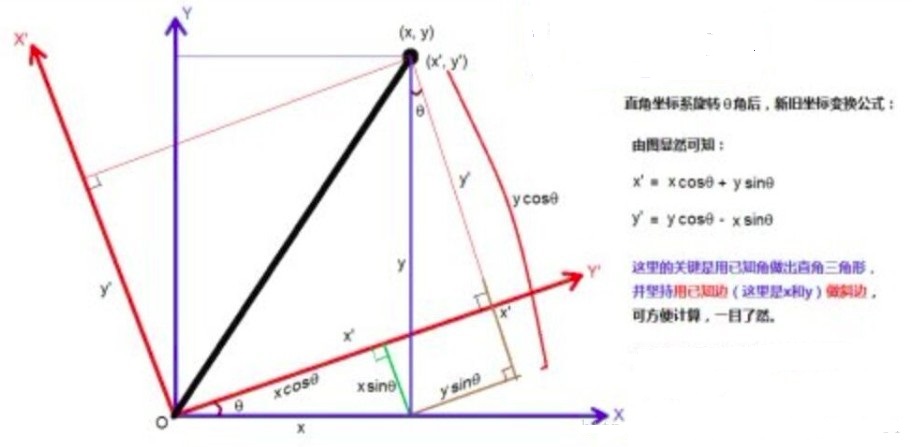 X'
Y
(x, y)
(x', y')
θ
y'
y cosθ
y
y'
Y'
x'
x'
x cosθ
x sinθ
y sinθ
θ
O
x
X
直角坐标系旋转θ角后，新旧坐标变换公式：
由图显然可知：
x' = x cosθ + y sinθ
y' = y cosθ - x sinθ
这里的关键是用已知角做出直角三角形，
并坚持用已知边（这里是x和y）做斜边，
可方便计算，一目了然。